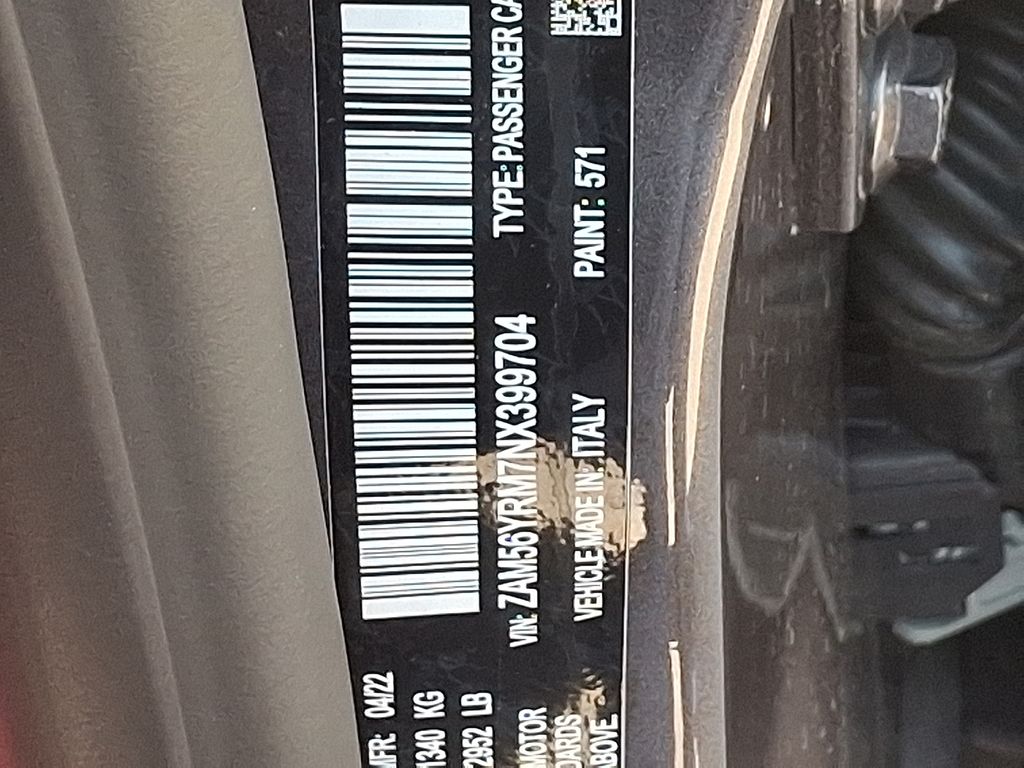 MFR: 04/22
1340 KG
2952 LB
MOTOR
DARDS
ABOVE
VIN: ZAM56YRM7NX399704 TYPE: PASSENGER CA
VEHICLE MADE IN: ITALY PAINT: 571